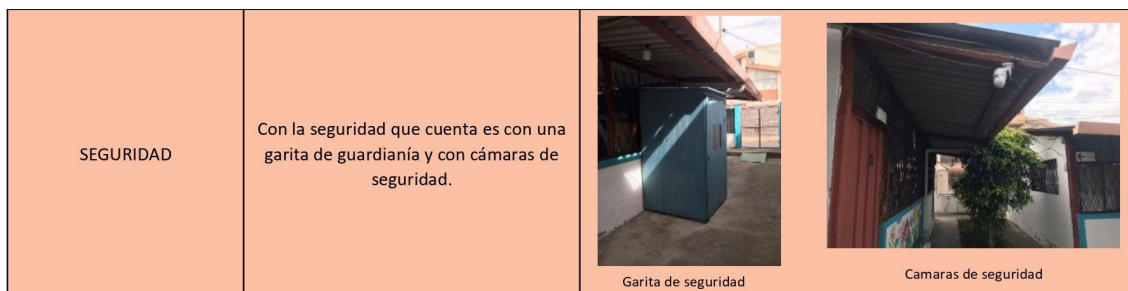 SEGURIDAD
Con la seguridad que cuenta es con una
garita de guardianía y con cámaras de
seguridad.
Garita de seguridad
Camaras de seguridad